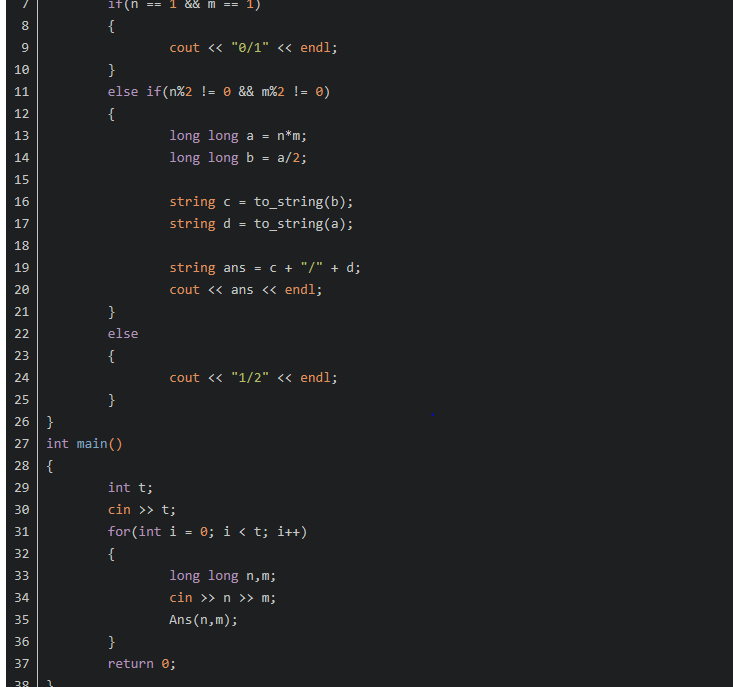 7 if(n == 1 && m == 1)
8 {
9 cout << "0/1" << endl;
10 }
11 else if(n%2 != 0 && m%2 != 0)
12 {
13 long long a = n*m;
14 long long b = a/2;
15
16 string c = to_string(b);
17 string d = to_string(a);
18
19 string ans = c + "/" + d;
20 cout << ans << endl;
21 }
22 else
23 {
24 cout << "1/2" << endl;
25 }
26 }
27 int main()
28 {
29 int t;
30 cin >> t;
31 for(int i = 0; i < t; i++)
32 {
33 long long n,m;
34 cin >> n >> m;
35 Ans(n,m);
36 }
37 return 0;
38 }